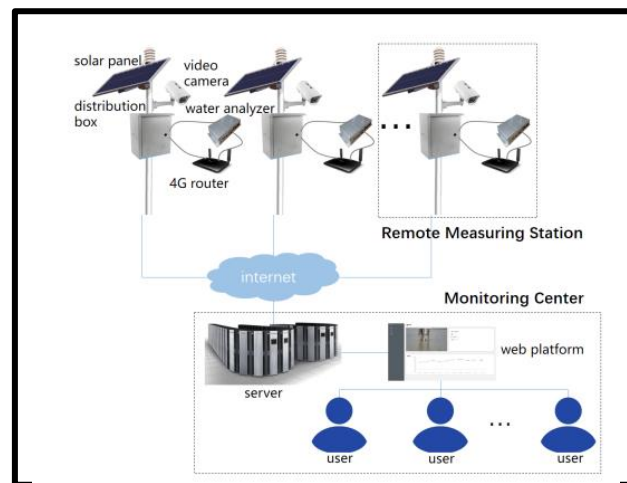 solar panel
video
camera
distribution
box
water analyzer
4G router
...
Remote Measuring Station
internet
Monitoring Center
web platform
server
...
user
user
user